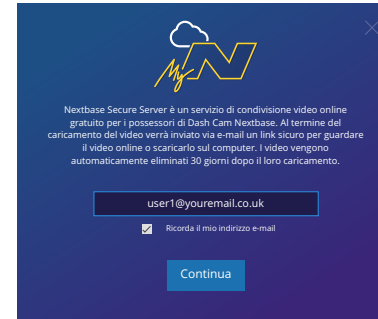 My N
Nextbase Secure Server è un servizio di condivisione video online
gratuito per i possessori di Dash Cam Nextbase. Al termine del
caricamento del video verrà inviato via e-mail un link sicuro per guardare
il video online o scaricarlo sul computer. I video vengono
automaticamente eliminati 30 giorni dopo il loro caricamento.
user1@youremail.co.uk
Ricorda il mio indirizzo e-mail
Continua